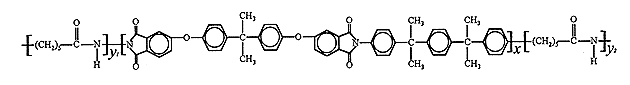 O O O CH₃ CH₃ CH₃
O O
[(CH₂)₅ C N]y₁ [N O C O N C C]x [(CH₂)₅ C N]y₂
H CH₃ CH₃ CH₃ H
O O